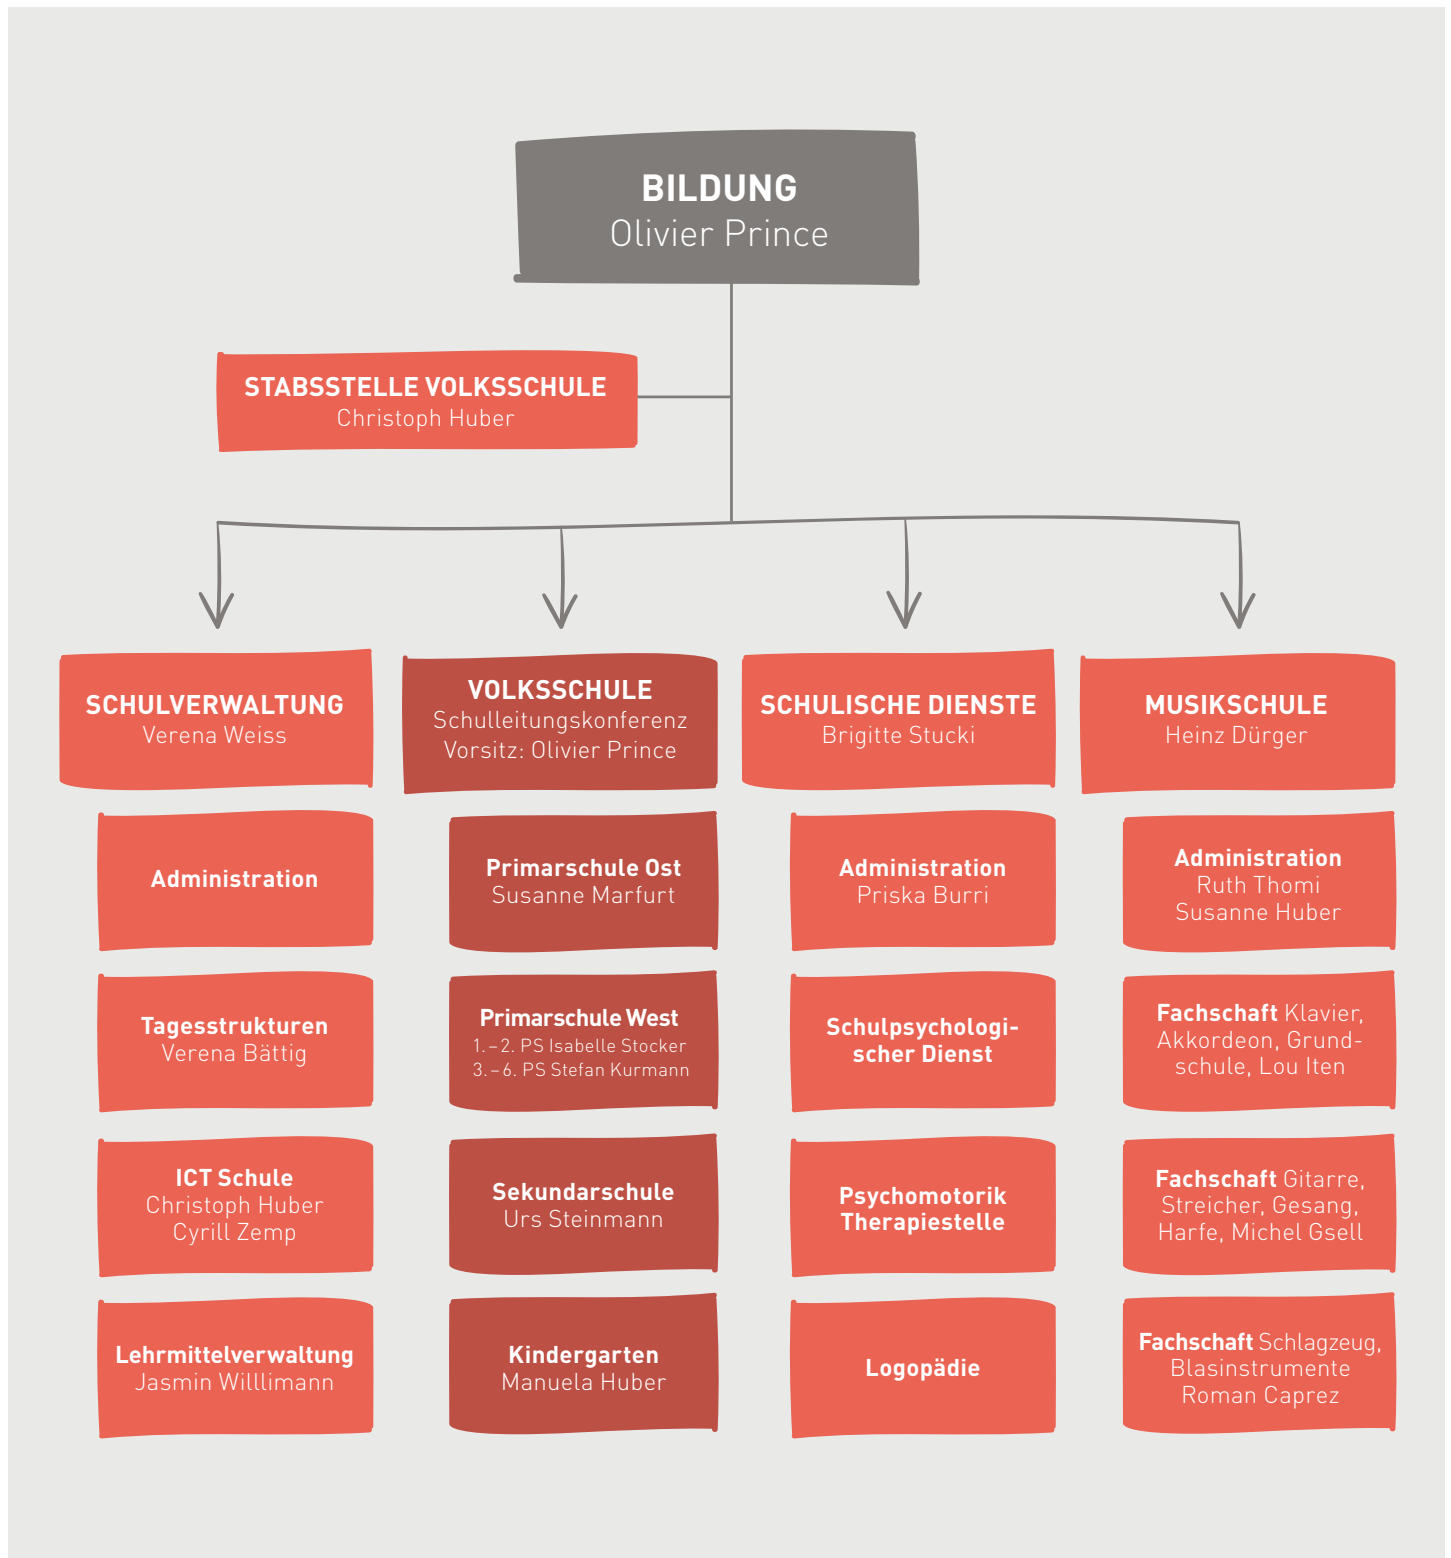 BILDUNG
Olivier Prince
STABSSTELLE VOLKSSCHULE
Christoph Huber
SCHULVERWALTUNG
Verena Weiss
Administration
Tagesstrukturen
Verena Bättig
ICT Schule
Christoph Huber
Cyrill Zemp
Lehrmittelverwaltung
Jasmin Willlimann
VOLKSSCHULE
Schulleitungskonferenz
Vorsitz: Olivier Prince
Primarschule Ost
Susanne Marfurt
Primarschule West
1.–2. PS Isabelle Stocker
3.–6. PS Stefan Kurmann
Sekundarschule
Urs Steinmann
Kindergarten
Manuela Huber
SCHULISCHE DIENSTE
Brigitte Stucki
Administration
Priska Burri
Schulpsychologi-
scher Dienst
Psychomotorik
Therapiestelle
Logopädie
MUSIKSCHULE
Heinz Dürger
Administration
Ruth Thomi
Susanne Huber
Fachschaft Klavier,
Akkordeon, Grund-
schule, Lou Iten
Fachschaft Gitarre,
Streicher, Gesang,
Harfe, Michel Gsell
Fachschaft Schlagzeug,
Blasinstrumente
Roman Caprez